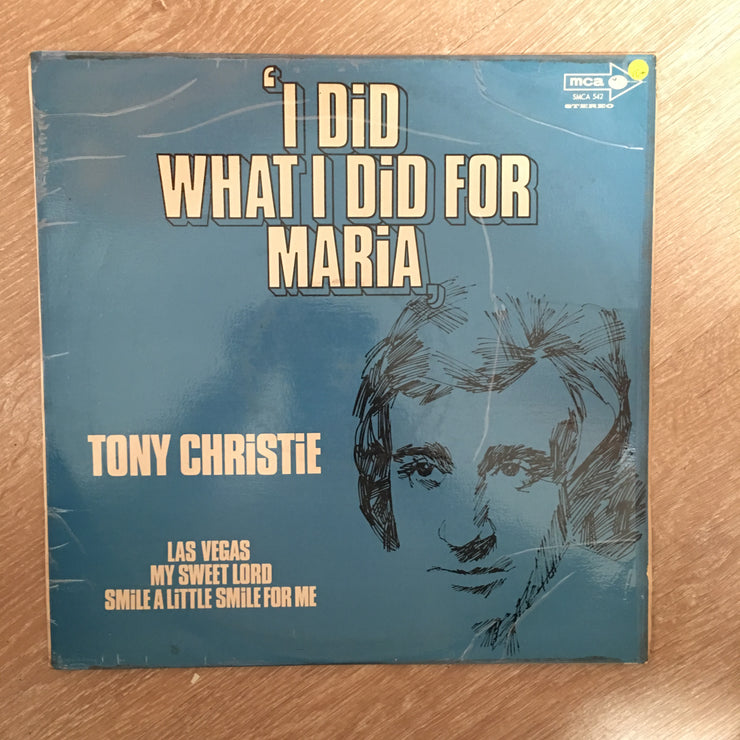 mca
SMCA 542
STEREO
'I DiD
WHAT I DiD FOR
MARiA'
TONY CHRiSTiE
LAS VEGAS
MY SWEET LORD
SMiLE A LiTTLE SMiLE FOR ME